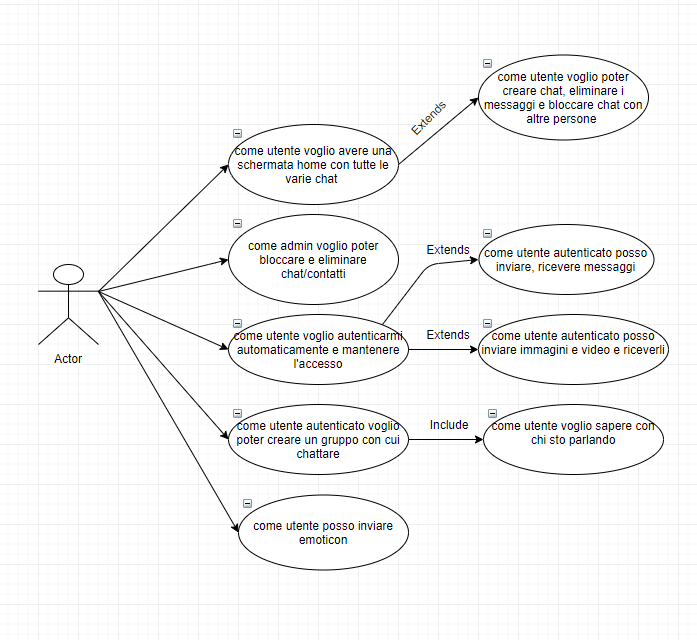 come utente voglio poter
creare chat, eliminare i
messaggi e bloccare chat con
altre persone
Extends
come utente voglio avere una
schermata home con tutte le
varie chat
come admin voglio poter
bloccare e eliminare
chat/contatti
Extends
come utente autenticato posso
inviare, ricevere messaggi
Actor
come utente voglio autenticarmi
automaticamente e mantenere
l'accesso
Extends
come utente autenticato posso
inviare immagini e video e riceverli
come utente autenticato voglio
poter creare un gruppo con cui
chattare
Include
come utente voglio sapere con
chi sto parlando
come utente posso inviare
emoticon